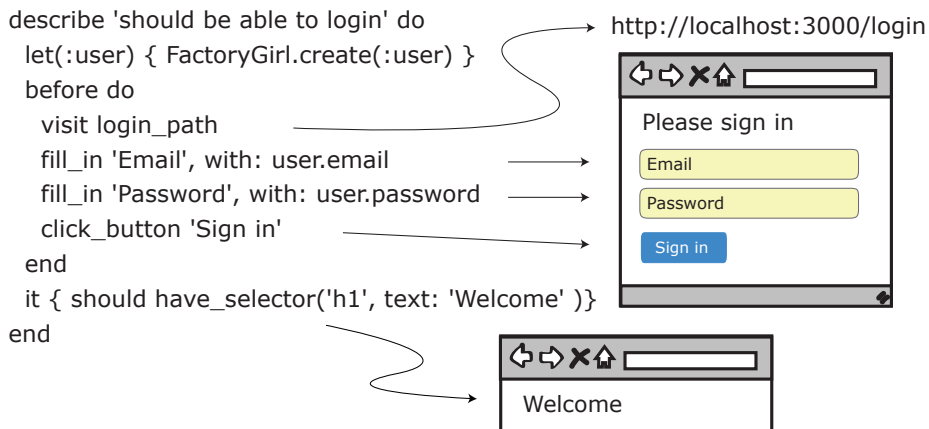 describe 'should be able to login' do
let(:user) { FactoryGirl.create(:user) }
before do
visit login_path
fill_in 'Email', with: user.email
fill_in 'Password', with: user.password
click_button 'Sign in'
end
it { should have_selector('h1', text: 'Welcome' )}
end
http://localhost:3000/login
Please sign in
Email
Password
Sign in
Welcome